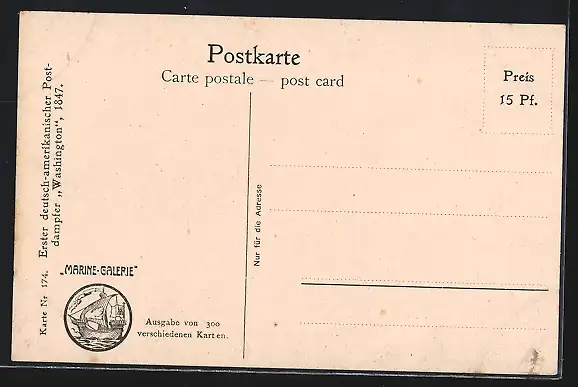 Postkarte
Carte postale — post card
Preis
15 Pf.
Karte Nr 174. Erster deutsch-amerikanischer Post-
dampfer „Washington“, 1847.
Nur für die Adresse
„MARINE-GALERIE“
Ausgabe von 300
verschiedenen Karten.